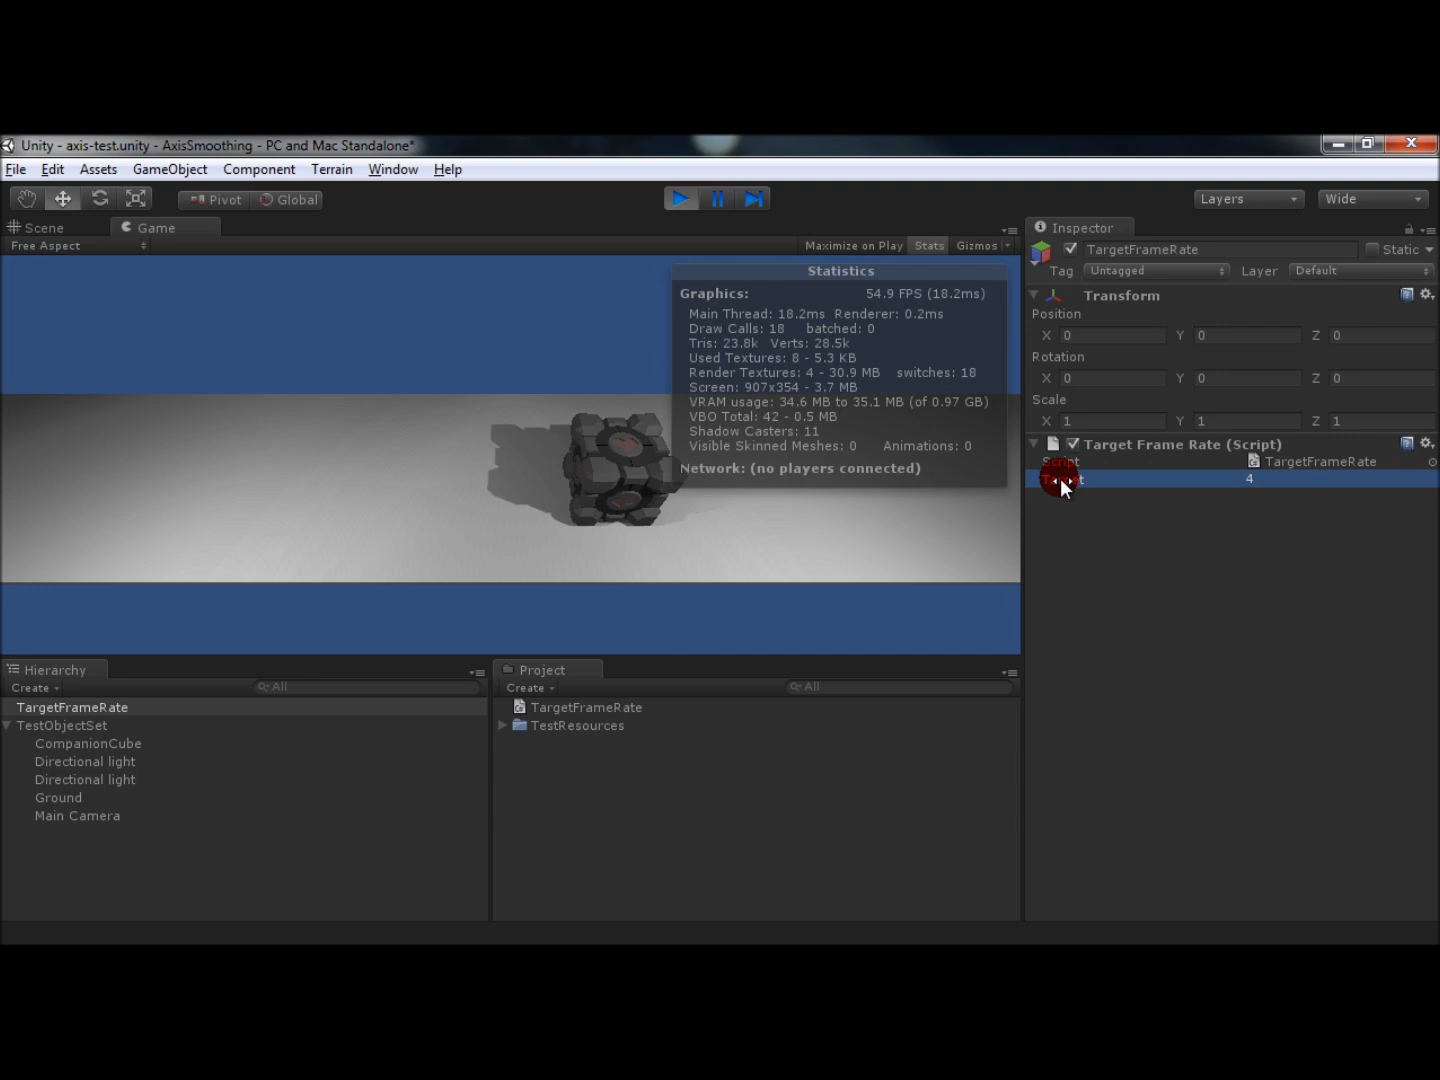 Unity - axis-test.unity - AxisSmoothing - PC and Mac Standalone*
File Edit Assets GameObject Component Terrain Window Help
Pivot Global Layers Wide
Scene Game Inspector
Free Aspect Maximize on Play Stats Gizmos
TargetFrameRate Static
Tag Untagged Layer Default
Transform
Position
X 0 Y 0 Z 0
Rotation
X 0 Y 0 Z 0
Scale
X 1 Y 1 Z 1
Target Frame Rate (Script)
Script TargetFrameRate
Target 4
Statistics
Graphics: 54.9 FPS (18.2ms)
Main Thread: 18.2ms Renderer: 0.2ms
Draw Calls: 18 batched: 0
Tris: 23.8k Verts: 28.5k
Used Textures: 8 - 5.3 KB
Render Textures: 4 - 30.9 MB switches: 18
Screen: 907x354 - 3.7 MB
VRAM usage: 34.6 MB to 35.1 MB (of 0.97 GB)
VBO Total: 42 - 0.5 MB
Shadow Casters: 11
Visible Skinned Meshes: 0 Animations: 0
Network: (no players connected)
Hierarchy
Create All
TargetFrameRate
TestObjectSet
CompanionCube
Directional light
Directional light
Ground
Main Camera
Project
Create All
TargetFrameRate
TestResources